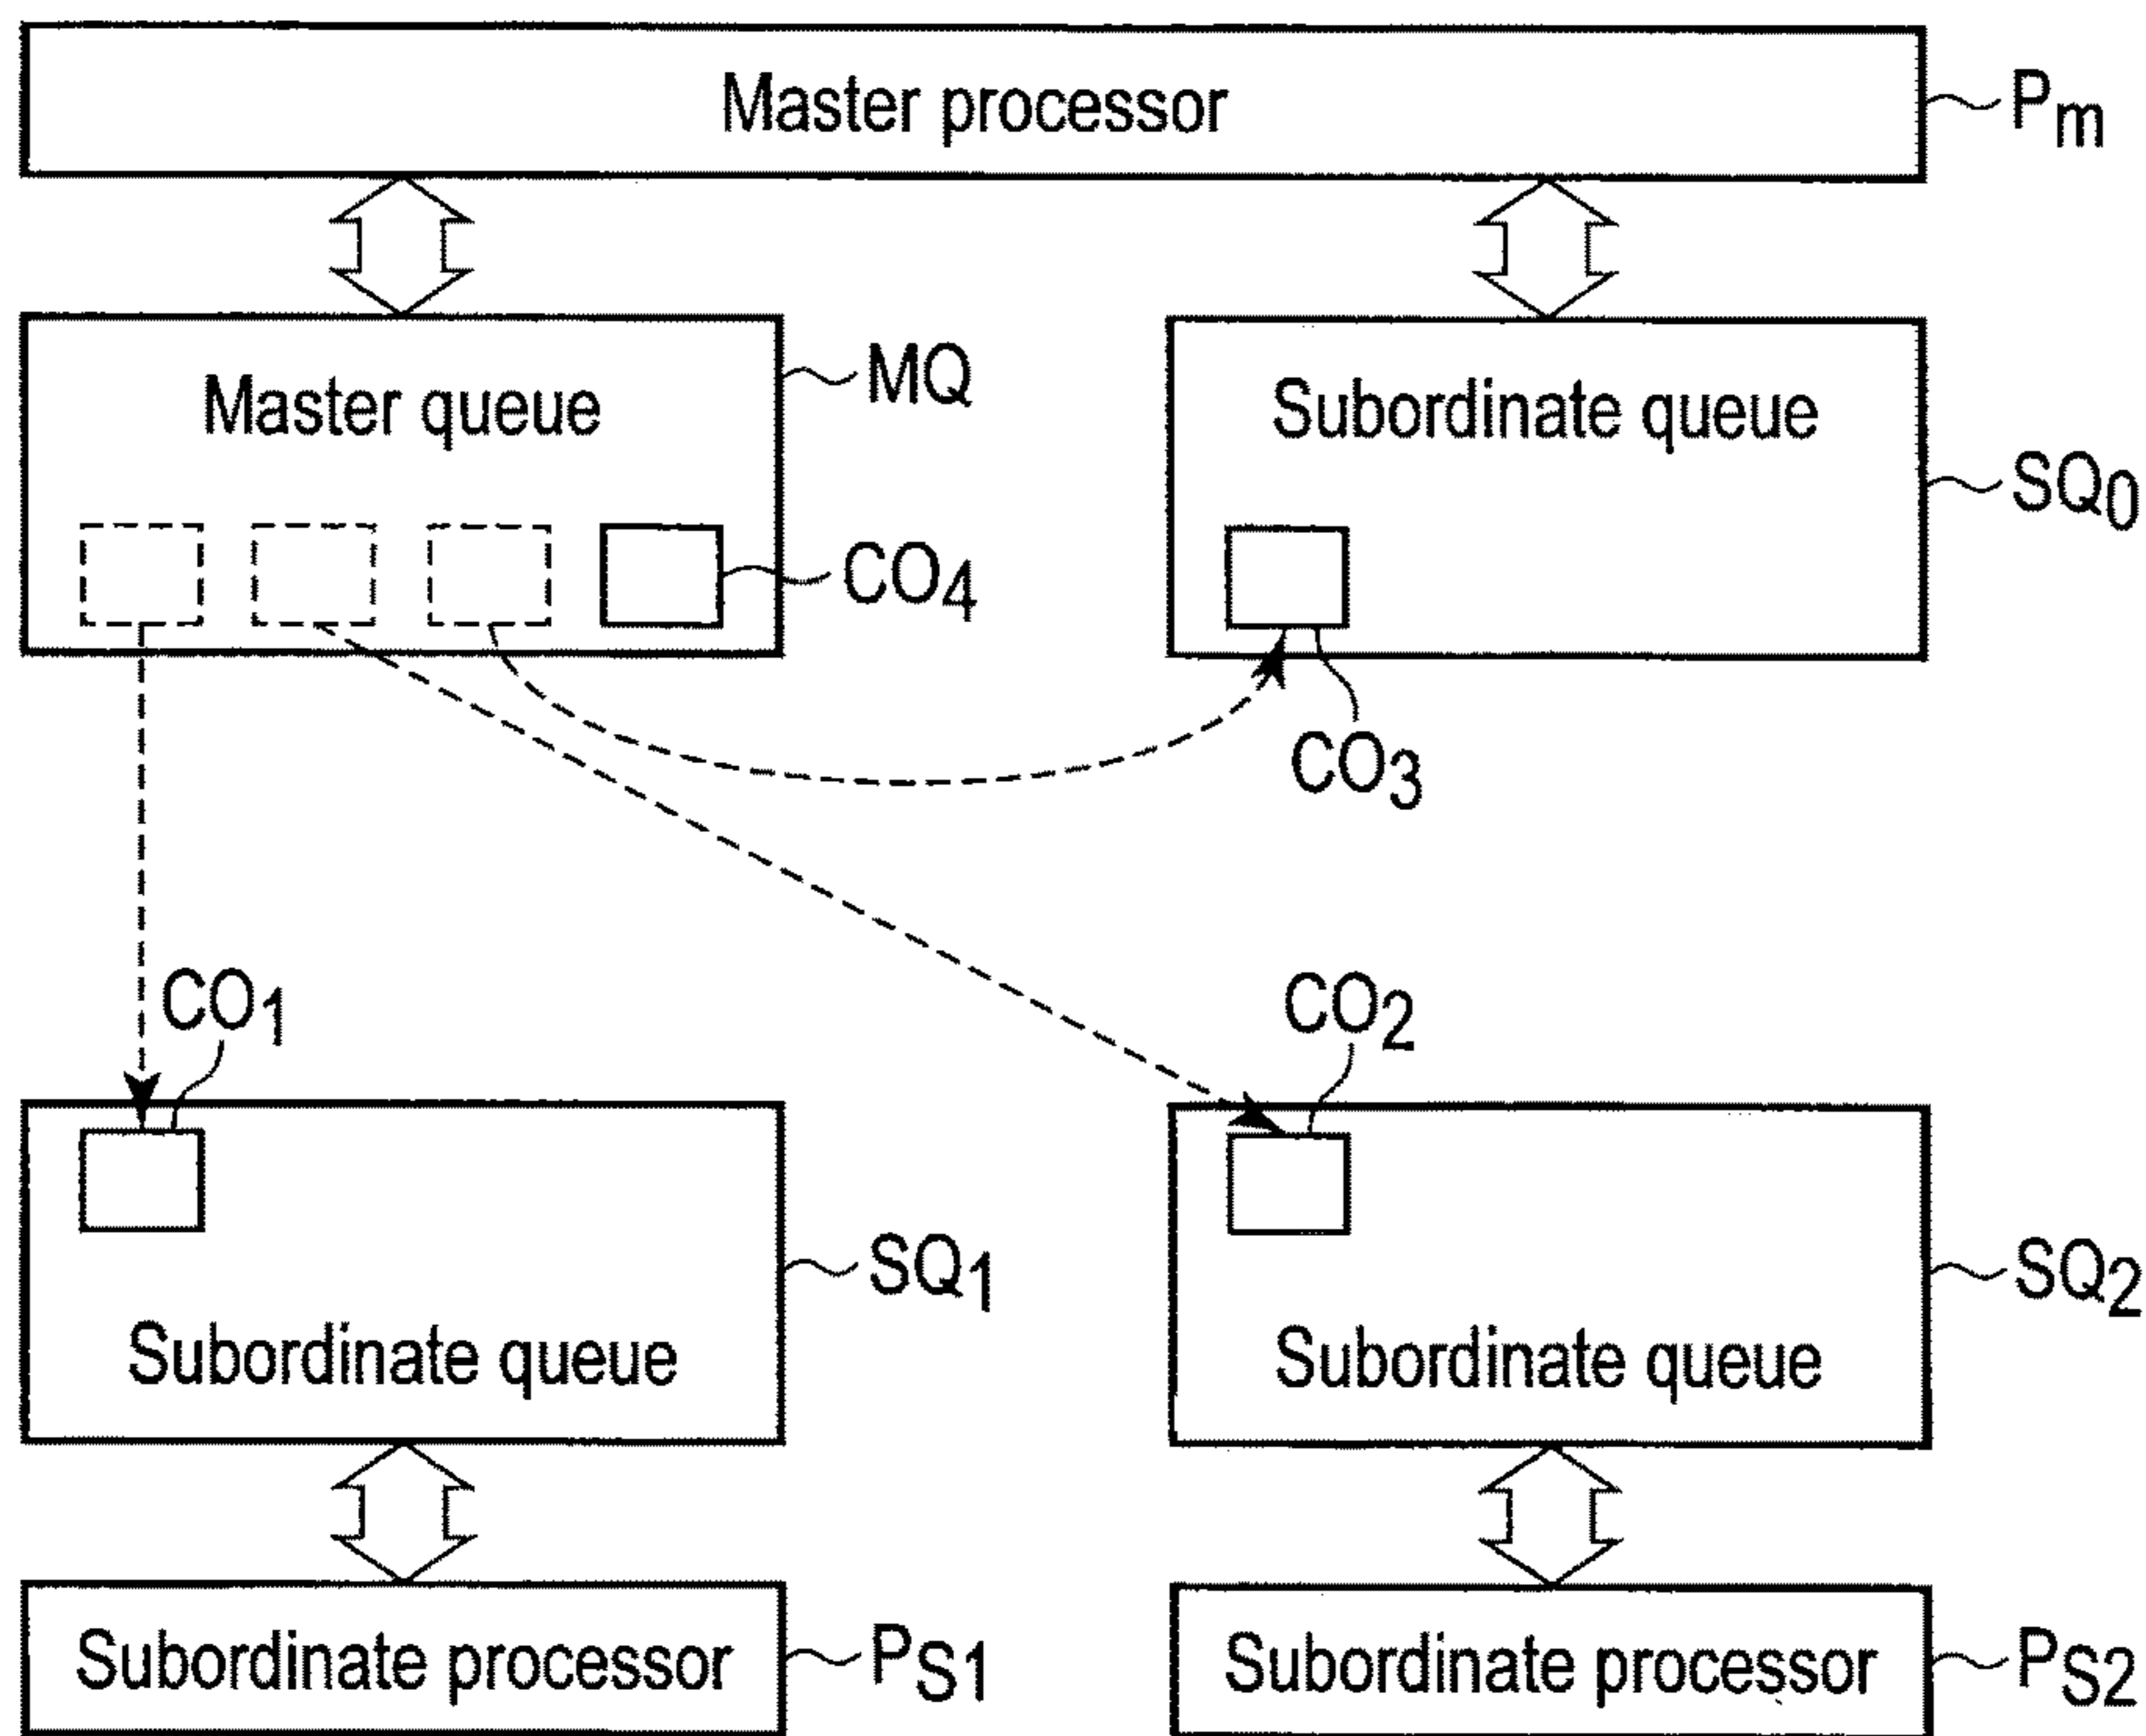 Master processor
Pm
Master queue
MQ
Subordinate queue
SQ0
CO4
CO3
CO1
CO2
SQ1
Subordinate queue
SQ2
Subordinate queue
Subordinate processor
PS1
Subordinate processor
PS2